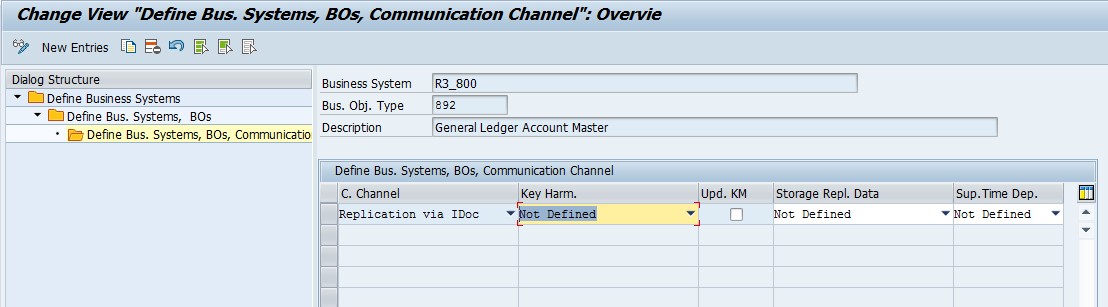 Change View "Define Bus. Systems, BOs, Communication Channel": Overvie
New Entries
Dialog Structure
Define Business Systems
Define Bus. Systems, BOs
Define Bus. Systems, BOs, Communicatio
Business System R3_800
Bus. Obj. Type 892
Description General Ledger Account Master
Define Bus. Systems, BOs, Communication Channel
C. Channel Key Harm. Upd. KM Storage Repl. Data Sup.Time Dep.
Replication via IDoc Not Defined Not Defined Not Defined